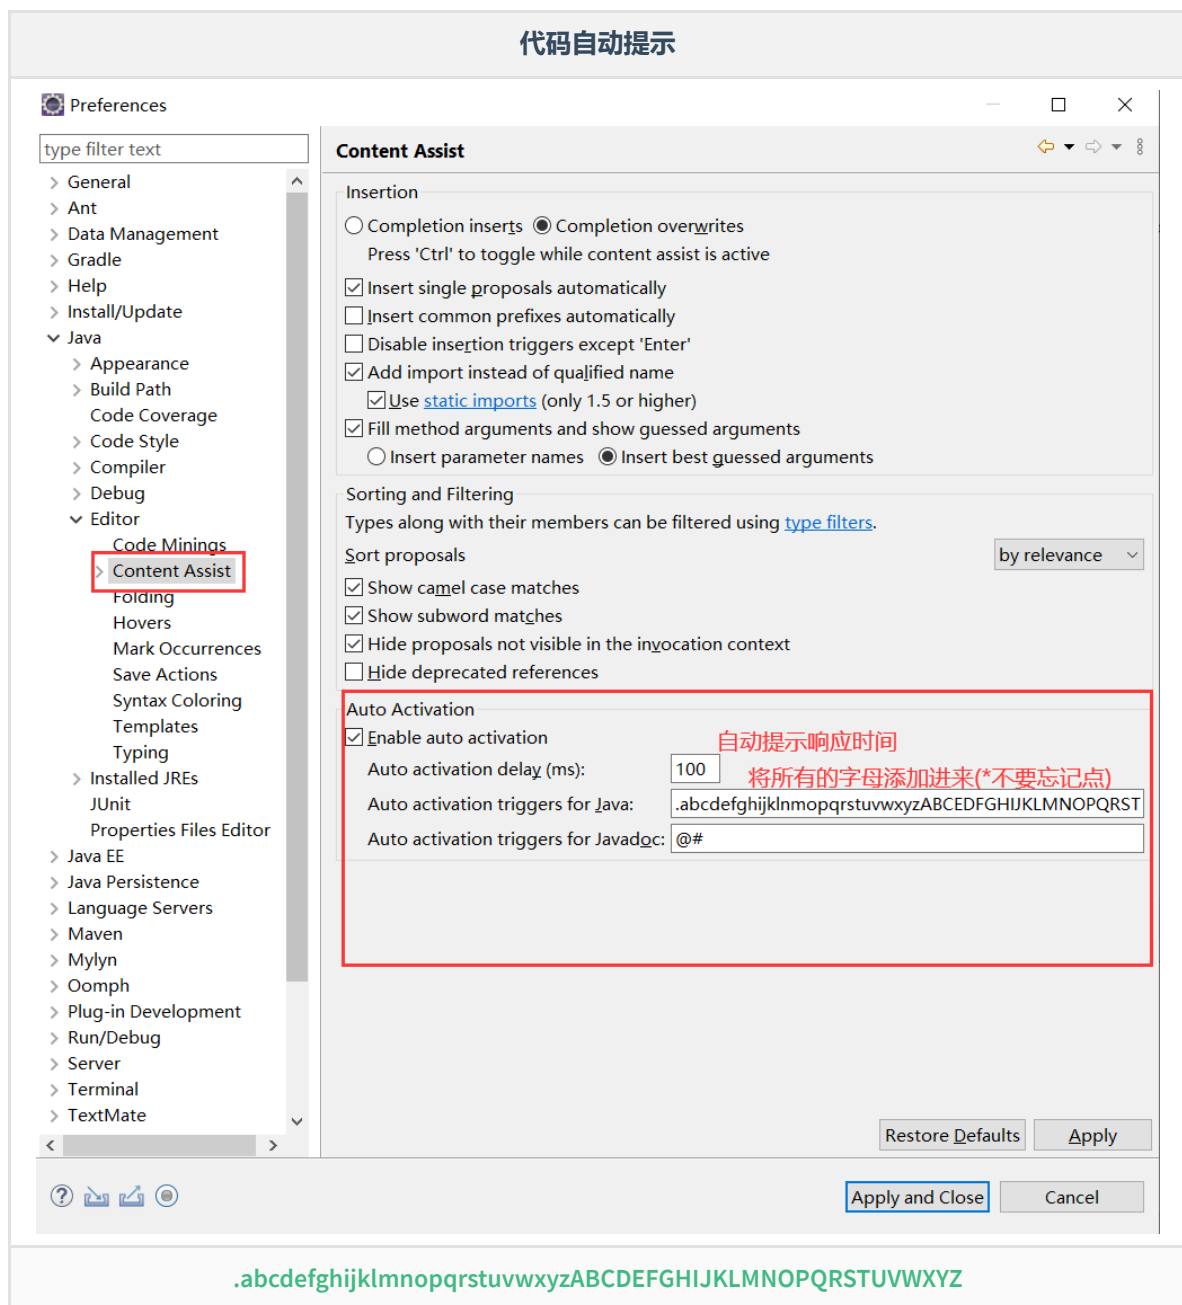 代码自动提示
Preferences
type filter text
Content Assist
General
Ant
Data Management
Gradle
Help
Install/Update
Java
Appearance
Build Path
Code Coverage
Code Style
Compiler
Debug
Editor
Code Minings
Content Assist
Folding
Hovers
Mark Occurrences
Save Actions
Syntax Coloring
Templates
Typing
Installed JREs
JUnit
Properties Files Editor
Java EE
Java Persistence
Language Servers
Maven
Mylyn
Oomph
Plug-in Development
Run/Debug
Server
Terminal
TextMate
Insertion
Completion inserts Completion overwrites
Press 'Ctrl' to toggle while content assist is active
Insert single proposals automatically
Insert common prefixes automatically
Disable insertion triggers except 'Enter'
Add import instead of qualified name
Use static imports (only 1.5 or higher)
Fill method arguments and show guessed arguments
Insert parameter names Insert best guessed arguments
Sorting and Filtering
Types along with their members can be filtered using type filters.
Sort proposals by relevance
Show camel case matches
Show subword matches
Hide proposals not visible in the invocation context
Hide deprecated references
Auto Activation
Enable auto activation
自动提示响应时间
Auto activation delay (ms): 100
将所有的字母添加进来(*不要忘记点)
Auto activation triggers for Java: .abcdefghijklnmopqrstuvwxyzABCEDFGHIJKLMNOPQRST
Auto activation triggers for Javadoc: @#
Restore Defaults Apply
Apply and Close Cancel
.abcdefghijklmnopqrstuvwxyzABCDEFGHIJKLMNOPQRSTUVWXYZ